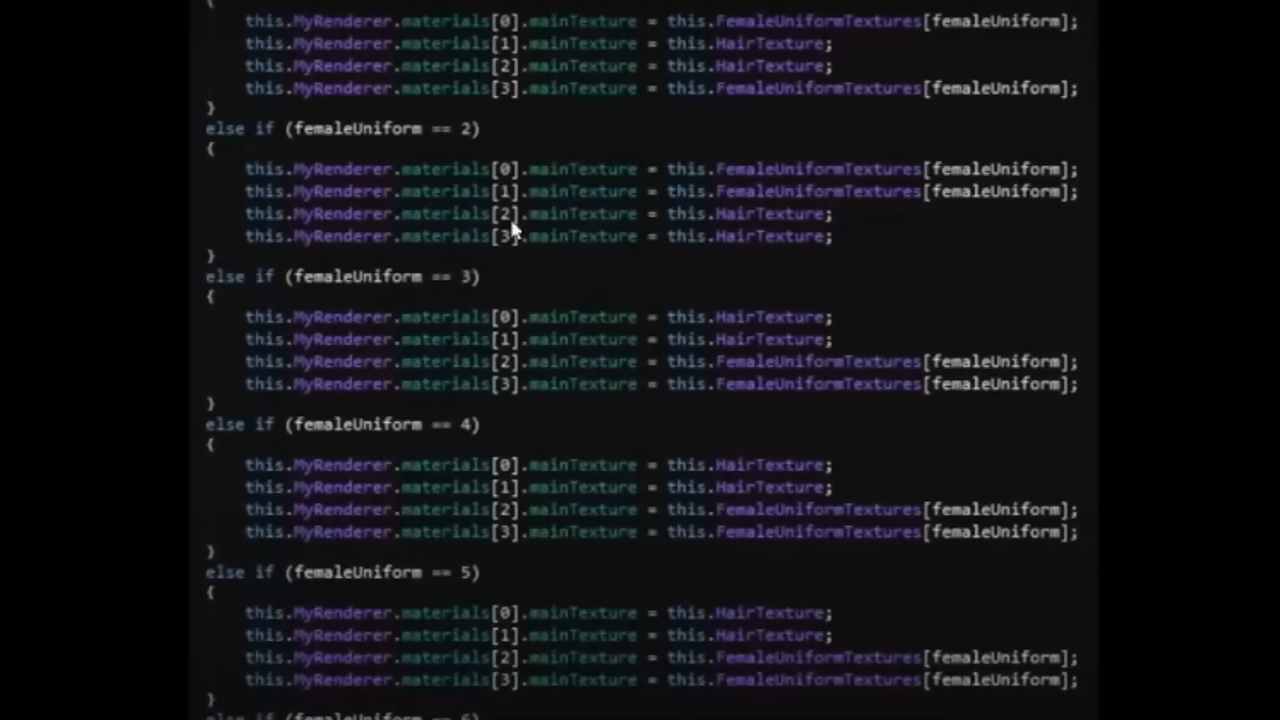 {
this.MyRenderer.materials[0].mainTexture = this.FemaleUniformTextures[femaleUniform];
this.MyRenderer.materials[1].mainTexture = this.HairTexture;
this.MyRenderer.materials[2].mainTexture = this.HairTexture;
this.MyRenderer.materials[3].mainTexture = this.FemaleUniformTextures[femaleUniform];
}
else if (femaleUniform == 2)
{
this.MyRenderer.materials[0].mainTexture = this.FemaleUniformTextures[femaleUniform];
this.MyRenderer.materials[1].mainTexture = this.FemaleUniformTextures[femaleUniform];
this.MyRenderer.materials[2].mainTexture = this.HairTexture;
this.MyRenderer.materials[3].mainTexture = this.HairTexture;
}
else if (femaleUniform == 3)
{
this.MyRenderer.materials[0].mainTexture = this.HairTexture;
this.MyRenderer.materials[1].mainTexture = this.HairTexture;
this.MyRenderer.materials[2].mainTexture = this.FemaleUniformTextures[femaleUniform];
this.MyRenderer.materials[3].mainTexture = this.FemaleUniformTextures[femaleUniform];
}
else if (femaleUniform == 4)
{
this.MyRenderer.materials[0].mainTexture = this.HairTexture;
this.MyRenderer.materials[1].mainTexture = this.HairTexture;
this.MyRenderer.materials[2].mainTexture = this.FemaleUniformTextures[femaleUniform];
this.MyRenderer.materials[3].mainTexture = this.FemaleUniformTextures[femaleUniform];
}
else if (femaleUniform == 5)
{
this.MyRenderer.materials[0].mainTexture = this.HairTexture;
this.MyRenderer.materials[1].mainTexture = this.HairTexture;
this.MyRenderer.materials[2].mainTexture = this.FemaleUniformTextures[femaleUniform];
this.MyRenderer.materials[3].mainTexture = this.FemaleUniformTextures[femaleUniform];
}
else if (femaleUniform == 6)